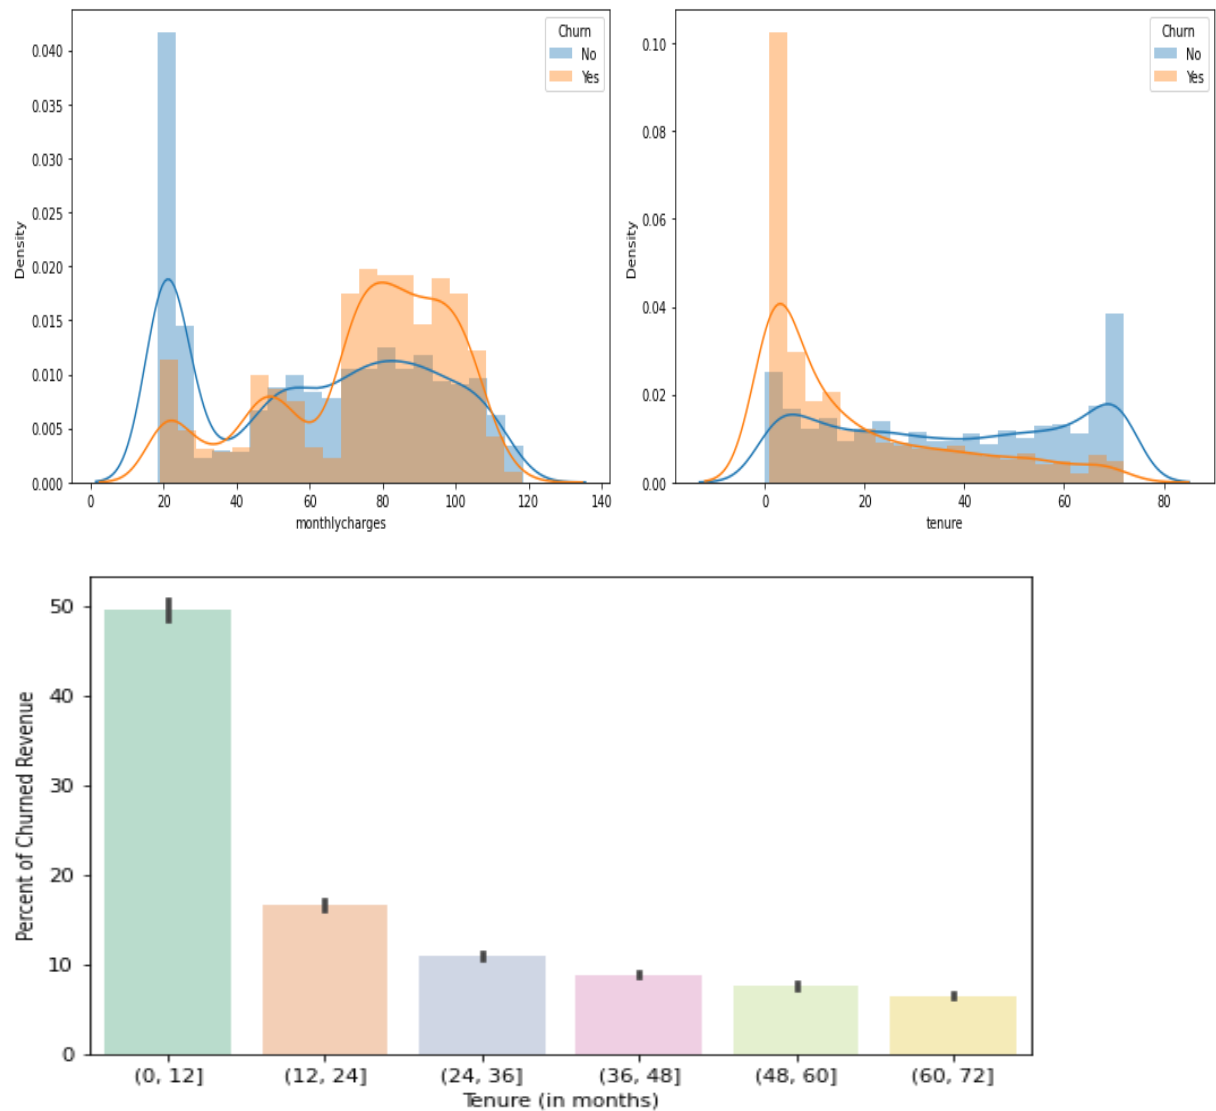 Churn
No
Yes
0.040
0.035
0.030
0.025
0.020
0.015
0.010
0.005
0.000
Density
0 20 40 60 80 100 120 140
monthlycharges
Churn
No
Yes
0.10
0.08
0.06
0.04
0.02
0.00
Density
0 20 40 60 80
tenure
50
40
30
20
10
0
Percent of Churned Revenue
(0, 12] (12, 24] (24, 36] (36, 48] (48, 60] (60, 72]
Tenure (in months)